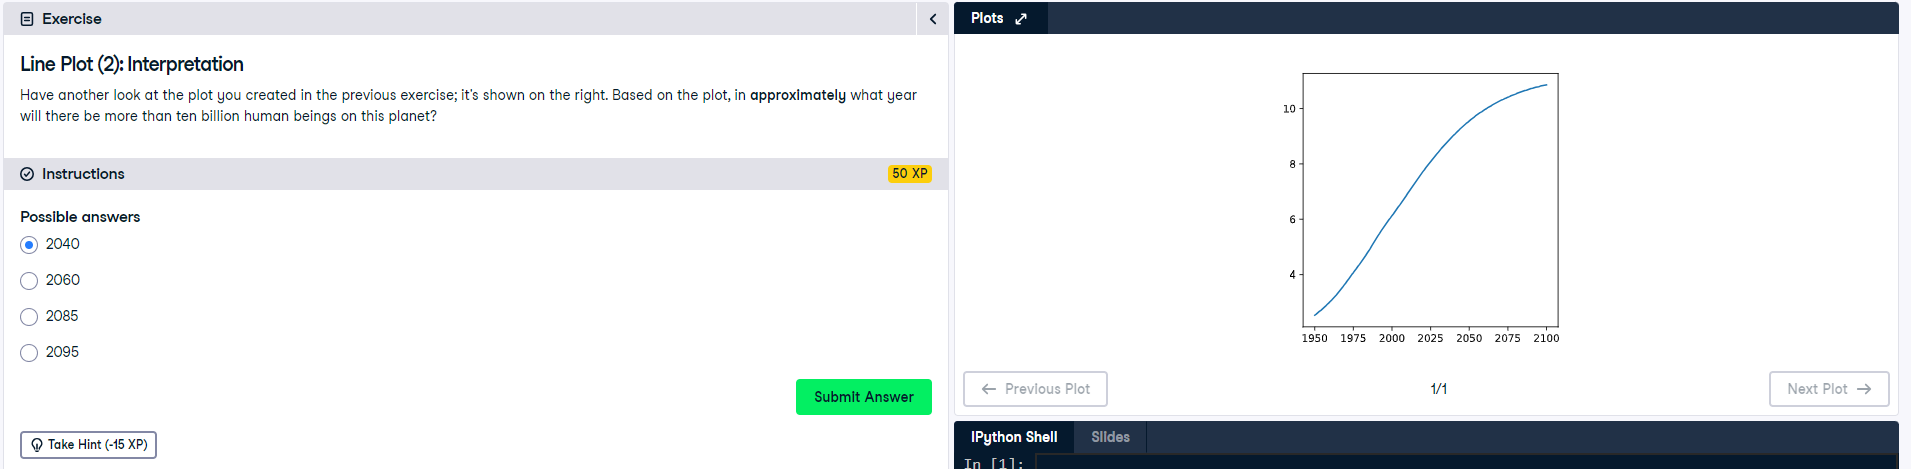 Exercise
Line Plot (2): Interpretation
Have another look at the plot you created in the previous exercise; it's shown on the right. Based on the plot, in approximately what year
will there be more than ten billion human beings on this planet?
Instructions
50 XP
Possible answers
2040
2060
2085
2095
Submit Answer
Take Hint (-15 XP)
Plots
10
8
6
4
1950 1975 2000 2025 2050 2075 2100
Previous Plot
1/1
Next Plot
IPython Shell
Slides
In [1]: